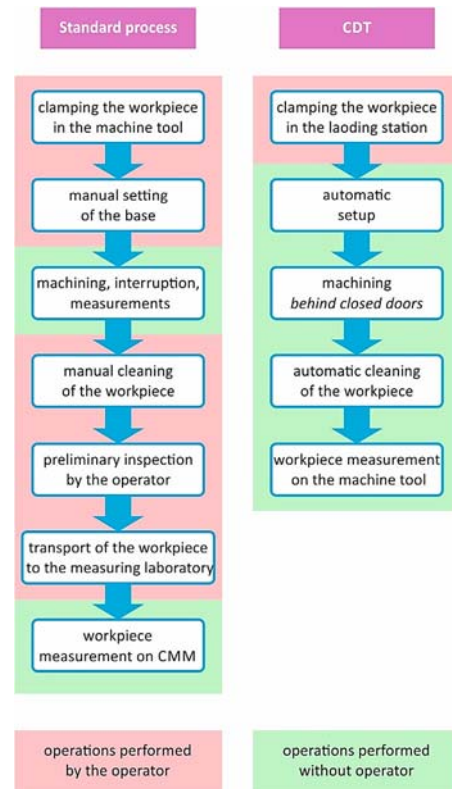 Standard process
clamping the workpiece
in the machine tool
manual setting
of the base
machining, interruption,
measurements
manual cleaning
of the workpiece
preliminary inspection
by the operator
transport of the workpiece
to the measuring laboratory
workpiece
measurement on CMM
CDT
clamping the workpiece
in the laoding station
automatic
setup
machining
behind closed doors
automatic cleaning
of the workpiece
workpiece measurement
on the machine tool
operations performed
by the operator
operations performed
without operator